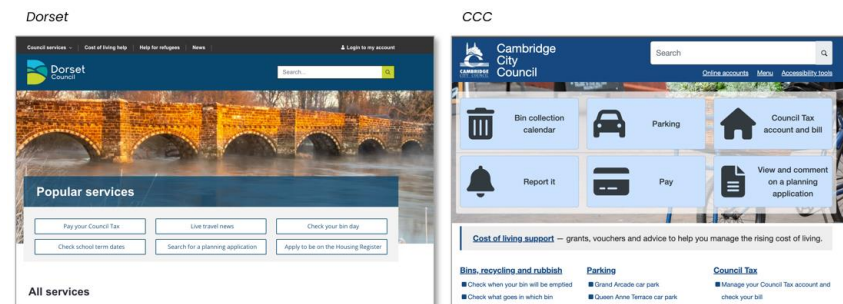 Dorset
Council services
Cost of living help
Help for refugees
News
Login to my account
Dorset
Council
Search...
Popular services
Pay your Council Tax
Live travel news
Check your bin day
Check school term dates
Search for a planning application
Apply to be on the Housing Register
All services
CCC
CAMBRIDGE
CITY COUNCIL
Cambridge
City
Council
Search
Online accounts Menu Accessibility tools
Bin collection
calendar
Parking
Council Tax
account and bill
Report it
Pay
View and comment
on a planning
application
Cost of living support — grants, vouchers and advice to help you manage the rising cost of living.
Bins, recycling and rubbish
Check when your bin will be emptied
Check what goes in which bin
Parking
Grand Arcade car park
Queen Anne Terrace car park
Council Tax
Manage your Council Tax account and
check your bill